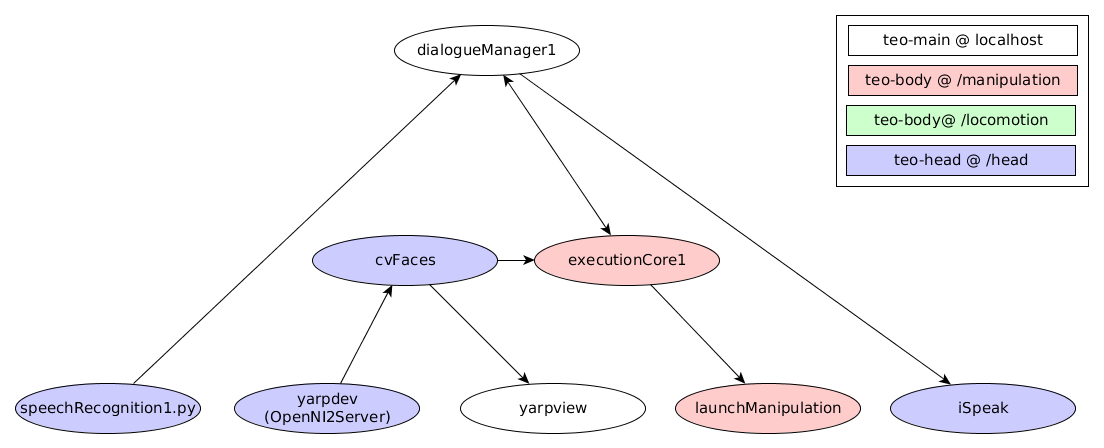 dialogueManager1
teo-main @ localhost
teo-body @ /manipulation
teo-body@ /locomotion
teo-head @ /head
cvFaces
executionCore1
speechRecognition1.py
yarpdev
(OpenNI2Server)
yarpview
launchManipulation
iSpeak